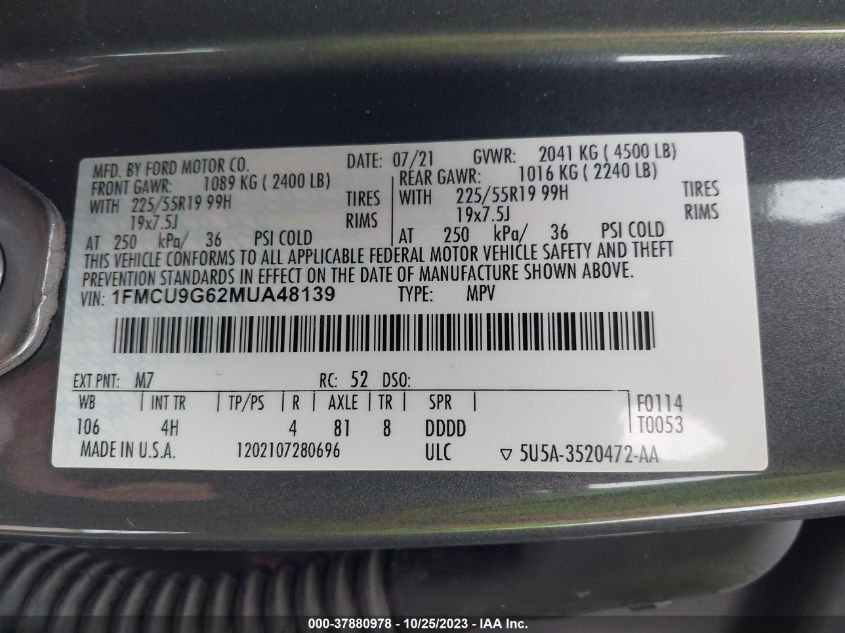 MFD. BY FORD MOTOR CO. DATE: 07/21 GVWR: 2041 KG ( 4500 LB)
FRONT GAWR: 1089 KG ( 2400 LB) REAR GAWR: 1016 KG ( 2240 LB)
WITH 225/55R19 99H TIRES WITH 225/55R19 99H TIRES
19x7.5J RIMS 19x7.5J RIMS
AT 250 kPa/ 36 PSI COLD AT 250 kPa/ 36 PSI COLD
THIS VEHICLE CONFORMS TO ALL APPLICABLE FEDERAL MOTOR VEHICLE SAFETY AND THEFT
PREVENTION STANDARDS IN EFFECT ON THE DATE OF MANUFACTURE SHOWN ABOVE.
VIN: 1FMCU9G62MUA48139 TYPE: MPV
EXT PNT: M7 RC: 52 DSO:
WB | INT TR | TP/PS | R | AXLE | TR | SPR F0114
106 4H 4 81 8 DDDD T0053
MADE IN U.S.A. 1202107280696 ULC ▽ 5U5A-3520472-AA
000-37880978 - 10/25/2023 - IAA Inc.